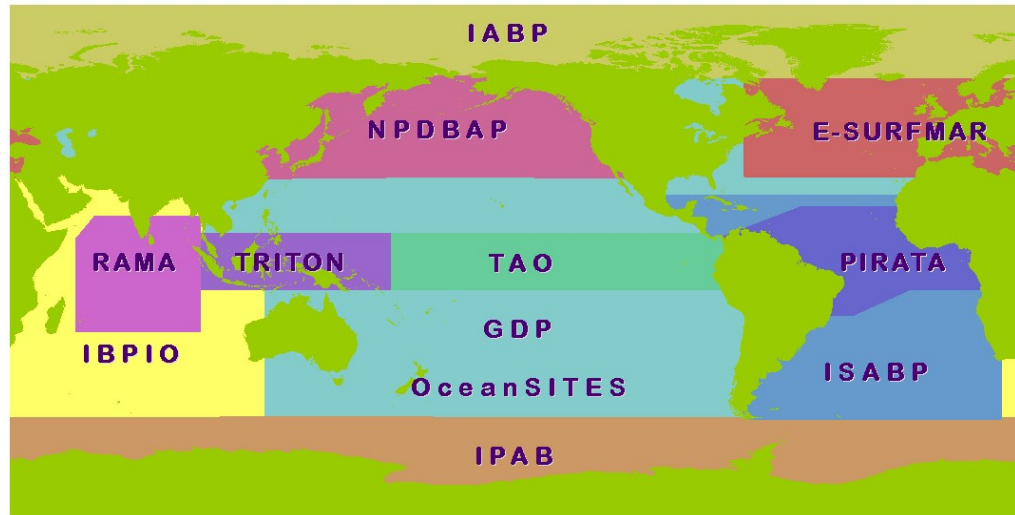 IABP
NPDBAP
E-SURFMAR
RAMA
TRITON
TAO
PIRATA
GDP
IBPIO
ISABP
OceanSITES
IPAB